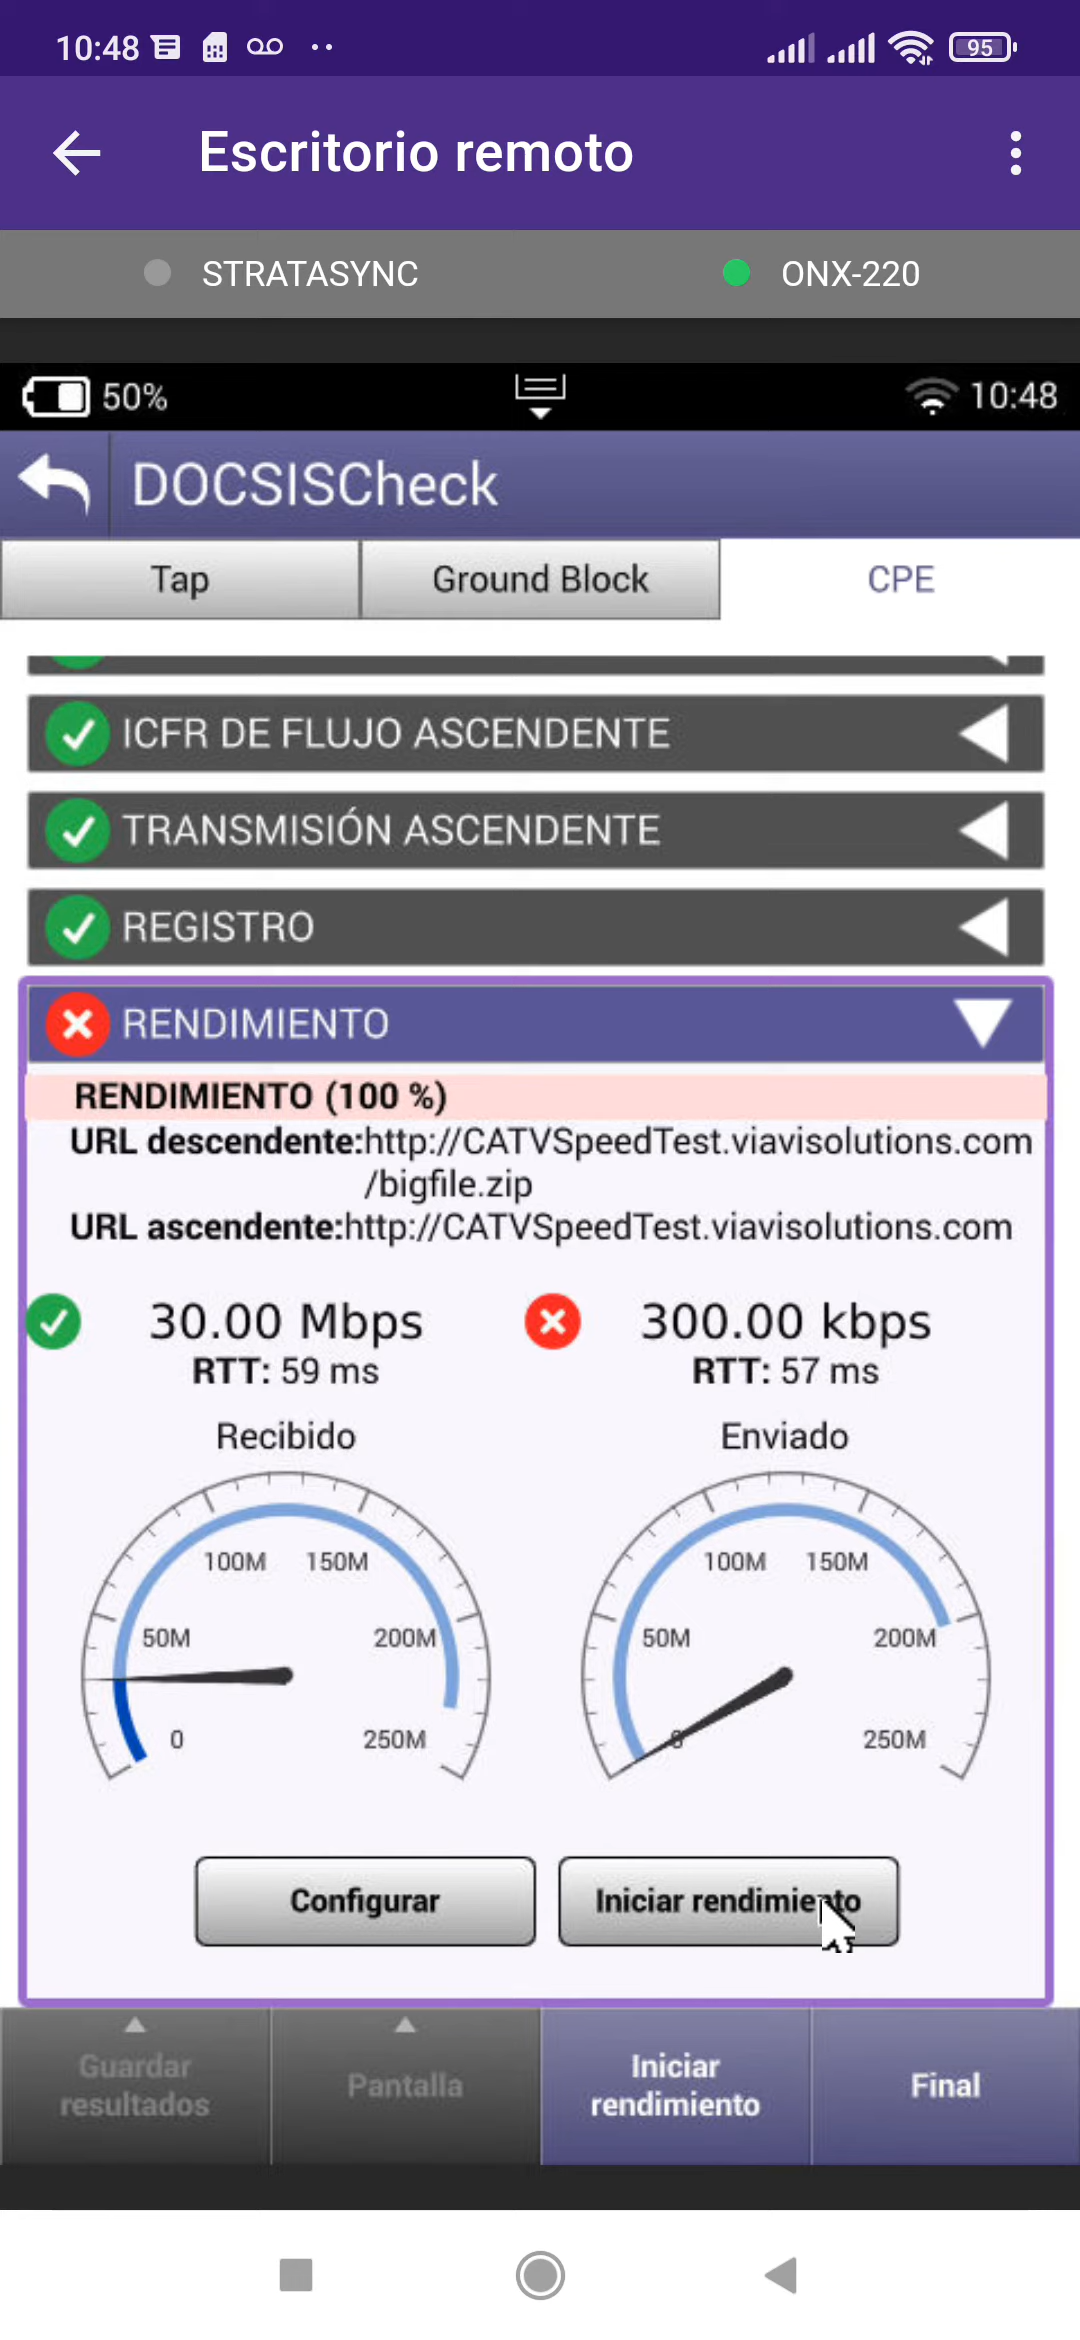 10:48
95
Escritorio remoto
STRATASYNC
ONX-220
50%
10:48
DOCSISCheck
Tap
Ground Block
CPE
ICFR DE FLUJO ASCENDENTE
TRANSMISIÓN ASCENDENTE
REGISTRO
RENDIMIENTO
RENDIMIENTO (100 %)
URL descendente:http://CATVSpeedTest.viavisolutions.com
/bigfile.zip
URL ascendente:http://CATVSpeedTest.viavisolutions.com
30.00 Mbps
RTT: 59 ms
300.00 kbps
RTT: 57 ms
Recibido
Enviado
100M 150M
50M 200M
0 250M
100M 150M
50M 200M
0 250M
Configurar
Iniciar rendimiento
Guardar
resultados
Pantalla
Iniciar
rendimiento
Final